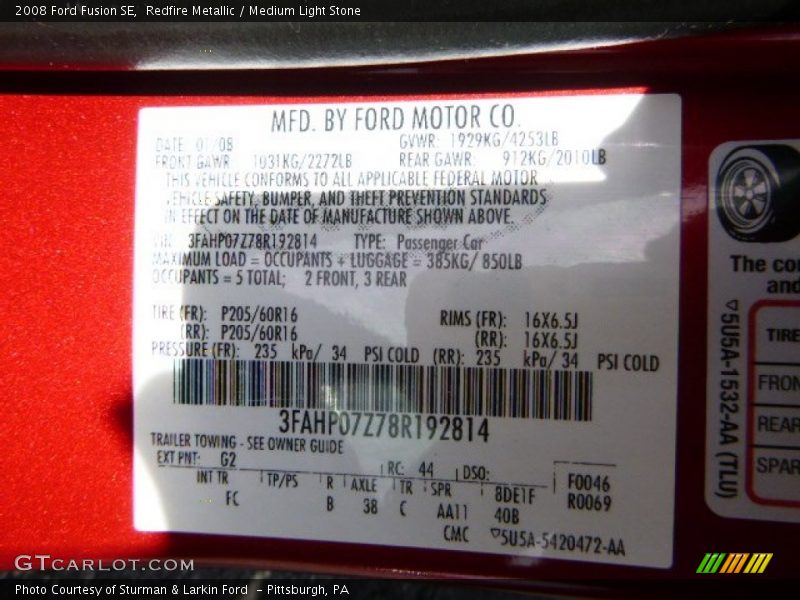 2008 Ford Fusion SE, Redfire Metallic / Medium Light Stone
MFD. BY FORD MOTOR CO.
DATE: 01/08 GVWR: 1929KG/4253LB
FRONT GAWR: 1031KG/2272LB REAR GAWR: 912KG/2010LB
THIS VEHICLE CONFORMS TO ALL APPLICABLE FEDERAL MOTOR
VEHICLE SAFETY, BUMPER, AND THEFT PREVENTION STANDARDS
IN EFFECT ON THE DATE OF MANUFACTURE SHOWN ABOVE.
VIN: 3FAHP07Z78R192814 TYPE: Passenger Car
MAXIMUM LOAD = OCCUPANTS + LUGGAGE = 385KG/ 850LB
OCCUPANTS = 5 TOTAL; 2 FRONT, 3 REAR
TIRE (FR): P205/60R16 RIMS (FR): 16X6.5J
(RR): P205/60R16 (RR): 16X6.5J
PRESSURE (FR): 235 kPa/ 34 PSI COLD (RR): 235 kPa/ 34 PSI COLD
3FAHP07Z78R192814
TRAILER TOWING - SEE OWNER GUIDE
EXT PNT: G2 RC: 44 DSO: F0046
INT TR TP/PS R AXLE TR SPR 8DE1F R0069
FC B 38 C AA11 40B
CMC ▽5U5A-5420472-AA
The co
and
▽5U5A-1532-AA (TLU)
TIRE
FRON
REAR
SPAR
GTCARLOT.COM
Photo Courtesy of Sturman & Larkin Ford – Pittsburgh, PA